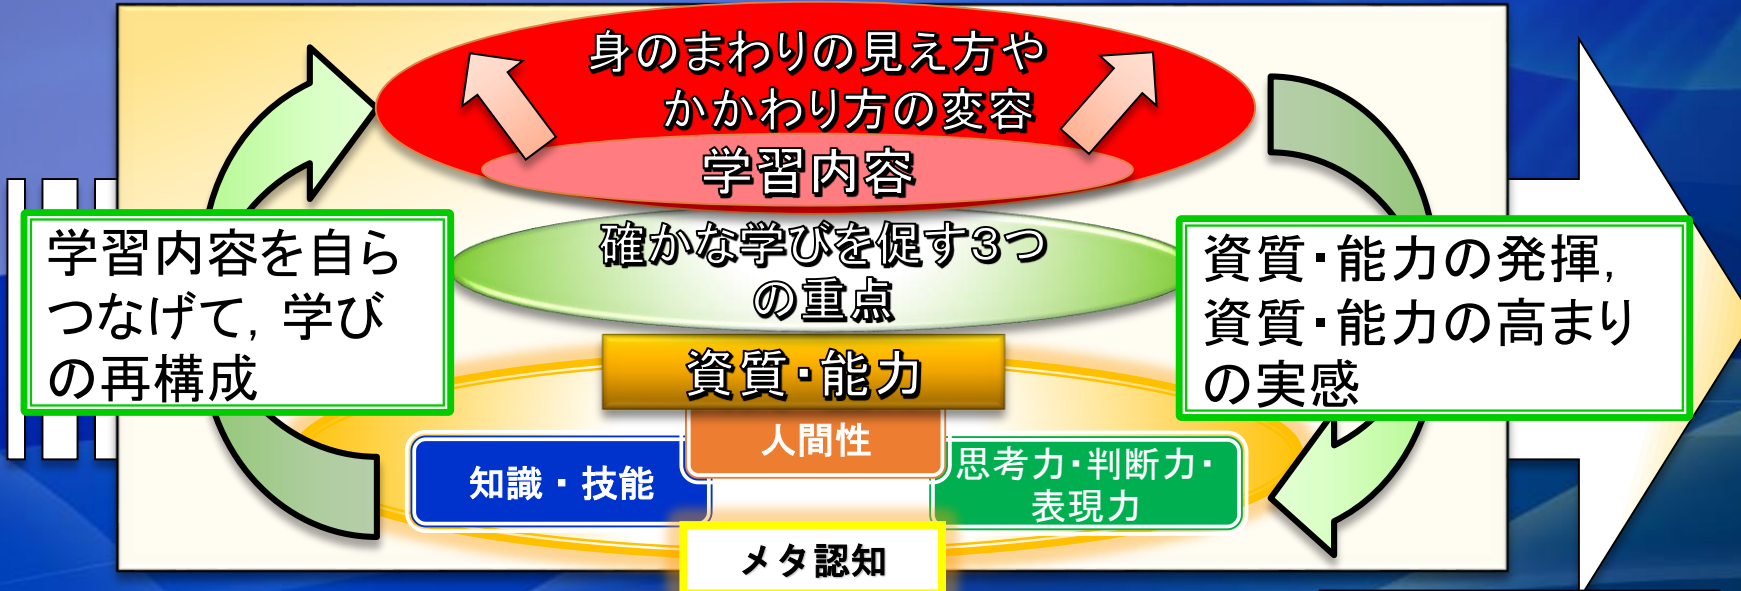 身のまわりの見え方や
かかわり方の変容
学習内容
確かな学びを促す3つ
の重点
学習内容を自ら
つなげて，学び
の再構成
資質・能力の発揮，
資質・能力の高まり
の実感
資質・能力
人間性
知識・技能
思考力・判断力・
表現力
メタ認知